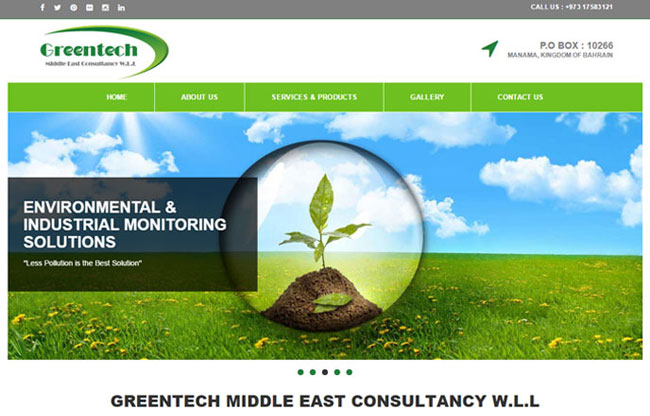 CALL US : +973 17583121
Greentech
Middle East Consultancy W.L.L
P.O BOX : 10266
MANAMA, KINGDOM OF BAHRAIN
HOME ABOUT US SERVICES & PRODUCTS GALLERY CONTACT US
ENVIRONMENTAL &
INDUSTRIAL MONITORING
SOLUTIONS
"Less Pollution is the Best Solution"
GREENTECH MIDDLE EAST CONSULTANCY W.L.L